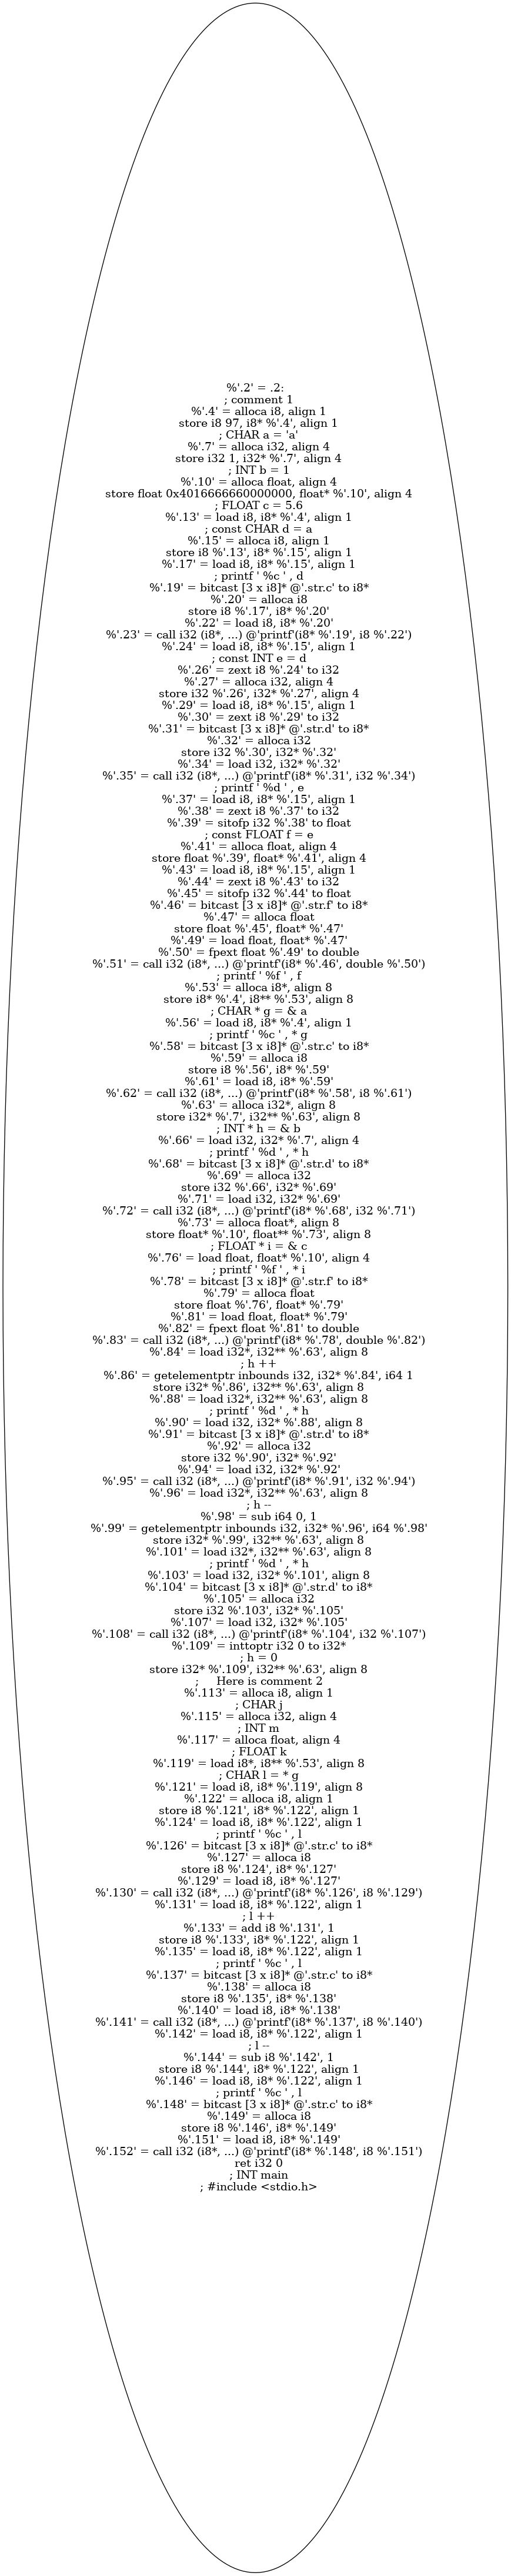 %'.2' = .2:
; comment 1
%'.4' = alloca i8, align 1
store i8 97, i8* %'.4', align 1
; CHAR a = 'a'
%'.7' = alloca i32, align 4
store i32 1, i32* %'.7', align 4
; INT b = 1
%'.10' = alloca float, align 4
store float 0x4016666660000000, float* %'.10', align 4
; FLOAT c = 5.6
%'.13' = load i8, i8* %'.4', align 1
; const CHAR d = a
%'.15' = alloca i8, align 1
store i8 %'.13', i8* %'.15', align 1
%'.17' = load i8, i8* %'.15', align 1
; printf ' %c ' , d
%'.19' = bitcast [3 x i8]* @'.str.c' to i8*
%'.20' = alloca i8
store i8 %'.17', i8* %'.20'
%'.22' = load i8, i8* %'.20'
%'.23' = call i32 (i8*, ...) @'printf'(i8* %'.19', i8 %'.22')
%'.24' = load i8, i8* %'.15', align 1
; const INT e = d
%'.26' = zext i8 %'.24' to i32
%'.27' = alloca i32, align 4
store i32 %'.26', i32* %'.27', align 4
%'.29' = load i8, i8* %'.15', align 1
%'.30' = zext i8 %'.29' to i32
%'.31' = bitcast [3 x i8]* @'.str.d' to i8*
%'.32' = alloca i32
store i32 %'.30', i32* %'.32'
%'.34' = load i32, i32* %'.32'
%'.35' = call i32 (i8*, ...) @'printf'(i8* %'.31', i32 %'.34')
; printf ' %d ' , e
%'.37' = load i8, i8* %'.15', align 1
%'.38' = zext i8 %'.37' to i32
%'.39' = sitofp i32 %'.38' to float
; const FLOAT f = e
%'.41' = alloca float, align 4
store float %'.39', float* %'.41', align 4
%'.43' = load i8, i8* %'.15', align 1
%'.44' = zext i8 %'.43' to i32
%'.45' = sitofp i32 %'.44' to float
%'.46' = bitcast [3 x i8]* @'.str.f' to i8*
%'.47' = alloca float
store float %'.45', float* %'.47'
%'.49' = load float, float* %'.47'
%'.50' = fpext float %'.49' to double
%'.51' = call i32 (i8*, ...) @'printf'(i8* %'.46', double %'.50')
; printf ' %f ' , f
%'.53' = alloca i8*, align 8
store i8* %'.4', i8** %'.53', align 8
; CHAR * g = & a
%'.56' = load i8, i8* %'.4', align 1
; printf ' %c ' , * g
%'.58' = bitcast [3 x i8]* @'.str.c' to i8*
%'.59' = alloca i8
store i8 %'.56', i8* %'.59'
%'.61' = load i8, i8* %'.59'
%'.62' = call i32 (i8*, ...) @'printf'(i8* %'.58', i8 %'.61')
%'.63' = alloca i32*, align 8
store i32* %'.7', i32** %'.63', align 8
; INT * h = & b
%'.66' = load i32, i32* %'.7', align 4
; printf ' %d ' , * h
%'.68' = bitcast [3 x i8]* @'.str.d' to i8*
%'.69' = alloca i32
store i32 %'.66', i32* %'.69'
%'.71' = load i32, i32* %'.69'
%'.72' = call i32 (i8*, ...) @'printf'(i8* %'.68', i32 %'.71')
%'.73' = alloca float*, align 8
store float* %'.10', float** %'.73', align 8
; FLOAT * i = & c
%'.76' = load float, float* %'.10', align 4
; printf ' %f ' , * i
%'.78' = bitcast [3 x i8]* @'.str.f' to i8*
%'.79' = alloca float
store float %'.76', float* %'.79'
%'.81' = load float, float* %'.79'
%'.82' = fpext float %'.81' to double
%'.83' = call i32 (i8*, ...) @'printf'(i8* %'.78', double %'.82')
%'.84' = load i32*, i32** %'.63', align 8
; h ++
%'.86' = getelementptr inbounds i32, i32* %'.84', i64 1
store i32* %'.86', i32** %'.63', align 8
%'.88' = load i32*, i32** %'.63', align 8
; printf ' %d ' , * h
%'.90' = load i32, i32* %'.88', align 8
%'.91' = bitcast [3 x i8]* @'.str.d' to i8*
%'.92' = alloca i32
store i32 %'.90', i32* %'.92'
%'.94' = load i32, i32* %'.92'
%'.95' = call i32 (i8*, ...) @'printf'(i8* %'.91', i32 %'.94')
%'.96' = load i32*, i32** %'.63', align 8
; h --
%'.98' = sub i64 0, 1
%'.99' = getelementptr inbounds i32, i32* %'.96', i64 %'.98'
store i32* %'.99', i32** %'.63', align 8
%'.101' = load i32*, i32** %'.63', align 8
; printf ' %d ' , * h
%'.103' = load i32, i32* %'.101', align 8
%'.104' = bitcast [3 x i8]* @'.str.d' to i8*
%'.105' = alloca i32
store i32 %'.103', i32* %'.105'
%'.107' = load i32, i32* %'.105'
%'.108' = call i32 (i8*, ...) @'printf'(i8* %'.104', i32 %'.107')
%'.109' = inttoptr i32 0 to i32*
; h = 0
store i32* %'.109', i32** %'.63', align 8
;     Here is comment 2
%'.113' = alloca i8, align 1
; CHAR j
%'.115' = alloca i32, align 4
; INT m
%'.117' = alloca float, align 4
; FLOAT k
%'.119' = load i8*, i8** %'.53', align 8
; CHAR l = * g
%'.121' = load i8, i8* %'.119', align 8
%'.122' = alloca i8, align 1
store i8 %'.121', i8* %'.122', align 1
%'.124' = load i8, i8* %'.122', align 1
; printf ' %c ' , l
%'.126' = bitcast [3 x i8]* @'.str.c' to i8*
%'.127' = alloca i8
store i8 %'.124', i8* %'.127'
%'.129' = load i8, i8* %'.127'
%'.130' = call i32 (i8*, ...) @'printf'(i8* %'.126', i8 %'.129')
%'.131' = load i8, i8* %'.122', align 1
; l ++
%'.133' = add i8 %'.131', 1
store i8 %'.133', i8* %'.122', align 1
%'.135' = load i8, i8* %'.122', align 1
; printf ' %c ' , l
%'.137' = bitcast [3 x i8]* @'.str.c' to i8*
%'.138' = alloca i8
store i8 %'.135', i8* %'.138'
%'.140' = load i8, i8* %'.138'
%'.141' = call i32 (i8*, ...) @'printf'(i8* %'.137', i8 %'.140')
%'.142' = load i8, i8* %'.122', align 1
; l --
%'.144' = sub i8 %'.142', 1
store i8 %'.144', i8* %'.122', align 1
%'.146' = load i8, i8* %'.122', align 1
; printf ' %c ' , l
%'.148' = bitcast [3 x i8]* @'.str.c' to i8*
%'.149' = alloca i8
store i8 %'.146', i8* %'.149'
%'.151' = load i8, i8* %'.149'
%'.152' = call i32 (i8*, ...) @'printf'(i8* %'.148', i8 %'.151')
ret i32 0
; INT main
; #include <stdio.h>